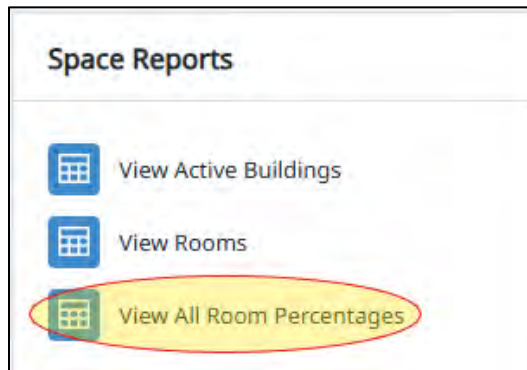 Space Reports
View Active Buildings
View Rooms
View All Room Percentages